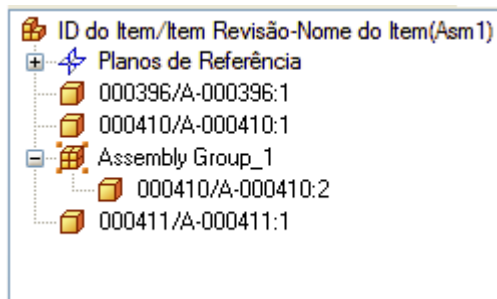 ID do Item/Item Revisão-Nome do Item(Asm1)
Planos de Referência
000396/A-000396:1
000410/A-000410:1
Assembly Group_1
000410/A-000410:2
000411/A-000411:1